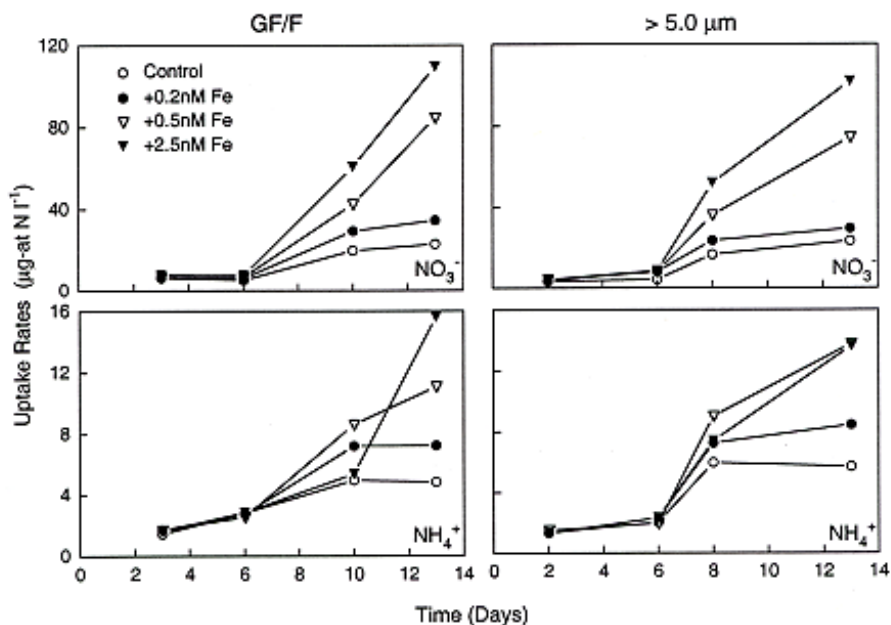 GF/F
> 5.0 µm
120
80
40
0
Control
+0.2nM Fe
+0.5nM Fe
+2.5nM Fe
NO3-
NO3-
Uptake Rates (µg-at N l-1)
16
12
8
4
0
NH4+
NH4+
0 2 4 6 8 10 12 14
0 2 4 6 8 10 12 14
Time (Days)